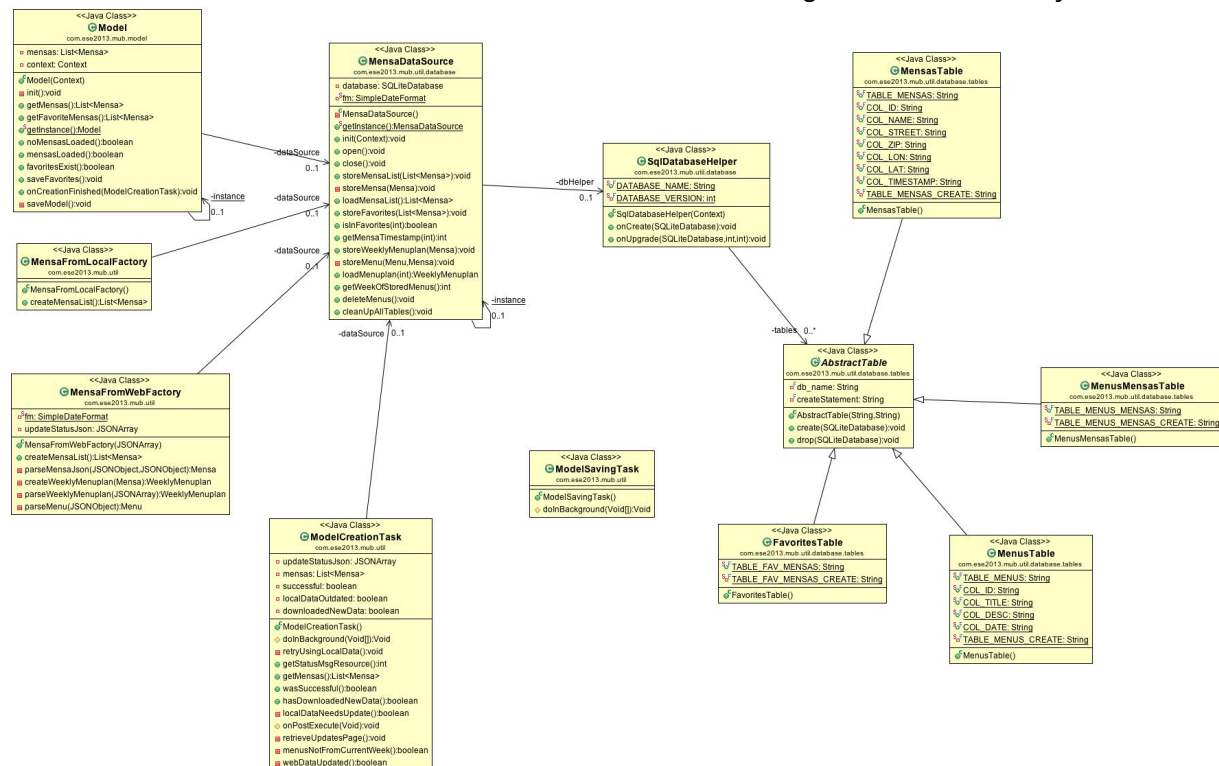 <<Java Class>>
Model
com.ese2013.mub.model
mensas: List<Mensa>
context: Context
Model(Context)
init():void
getMensas():List<Mensa>
getFavoriteMensas():List<Mensa>
getInstance():Model
noMensasLoaded():boolean
mensasLoaded():boolean
favoritesExist():boolean
saveFavorites():void
onCreationFinished(ModelCreationTask):void
saveModel():void
-instance
0..1
-dataSource
0..1
<<Java Class>>
MensaFromLocalFactory
com.ese2013.mub.util
MensaFromLocalFactory()
createMensaList():List<Mensa>
-dataSource
0..1
<<Java Class>>
MensaFromWebFactory
com.ese2013.mub.util
fm: SimpleDateFormat
updateStatusJson: JSONArray
MensaFromWebFactory(JSONArray)
createMensaList():List<Mensa>
parseMensaJson(JSONObject,JSONObject):Mensa
createWeeklyMenuplan(Mensa):WeeklyMenuplan
parseWeeklyMenuplan(JSONArray):WeeklyMenuplan
parseMenu(JSONObject):Menu
-dataSource
0..1
<<Java Class>>
MensaDataSource
com.ese2013.mub.util.database
database: SQLiteDatabase
fm: SimpleDateFormat
MensaDataSource()
getInstance():MensaDataSource
init(Context):void
open():void
close():void
storeMensaList(List<Mensa>):void
storeMensa(Mensa):void
loadMensaList():List<Mensa>
storeFavorites(List<Mensa>):void
isInFavorites(int):boolean
getMensaTimestamp(int):int
storeWeeklyMenuplan(Mensa):void
storeMenu(Menu,Mensa):void
loadMenuplan(int):WeeklyMenuplan
getWeekOfStoredMenus():int
deleteMenus():void
cleanUpAllTables():void
-instance
0..1
-dataSource 0..1
<<Java Class>>
ModelCreationTask
com.ese2013.mub.util
updateStatusJson: JSONArray
mensas: List<Mensa>
successful: boolean
localDataOutdated: boolean
downloadedNewData: boolean
ModelCreationTask()
doInBackground(Void[]):Void
retryUsingLocalData():void
getStatusMsgResource():int
getMensas():List<Mensa>
wasSuccessful():boolean
hasDownloadedNewData():boolean
localDataNeedsUpdate():boolean
onPostExecute(Void):void
retrieveUpdatesPage():void
menusNotFromCurrentWeek():boolean
webDataUpdated():boolean
-dbHelper
0..1
<<Java Class>>
SqlDatabaseHelper
com.ese2013.mub.util.database
DATABASE_NAME: String
DATABASE_VERSION: int
SqlDatabaseHelper(Context)
onCreate(SQLiteDatabase):void
onUpgrade(SQLiteDatabase,int,int):void
<<Java Class>>
MensasTable
com.ese2013.mub.util.database.tables
TABLE_MENSAS: String
COL_ID: String
COL_NAME: String
COL_STREET: String
COL_ZIP: String
COL_LON: String
COL_LAT: String
COL_TIMESTAMP: String
TABLE_MENSAS_CREATE: String
MensasTable()
-tables 0..*
<<Java Class>>
AbstractTable
com.ese2013.mub.util.database.tables
db_name: String
createStatement: String
AbstractTable(String,String)
create(SQLiteDatabase):void
drop(SQLiteDatabase):void
<<Java Class>>
MenusMensasTable
com.ese2013.mub.util.database.tables
TABLE_MENUS_MENSAS: String
TABLE_MENUS_MENSAS_CREATE: String
MenusMensasTable()
<<Java Class>>
ModelSavingTask
com.ese2013.mub.util
ModelSavingTask()
doInBackground(Void[]):Void
<<Java Class>>
FavoritesTable
com.ese2013.mub.util.database.tables
TABLE_FAV_MENSAS: String
TABLE_FAV_MENSAS_CREATE: String
FavoritesTable()
<<Java Class>>
MenusTable
com.ese2013.mub.util.database.tables
TABLE_MENUS: String
COL_ID: String
COL_TITLE: String
COL_DESC: String
COL_DATE: String
TABLE_MENUS_CREATE: String
MenusTable()